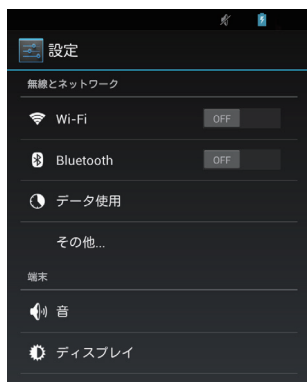 設定
無線とネットワーク
Wi-Fi
OFF
Bluetooth
OFF
データ使用
その他...
端末
音
ディスプレイ